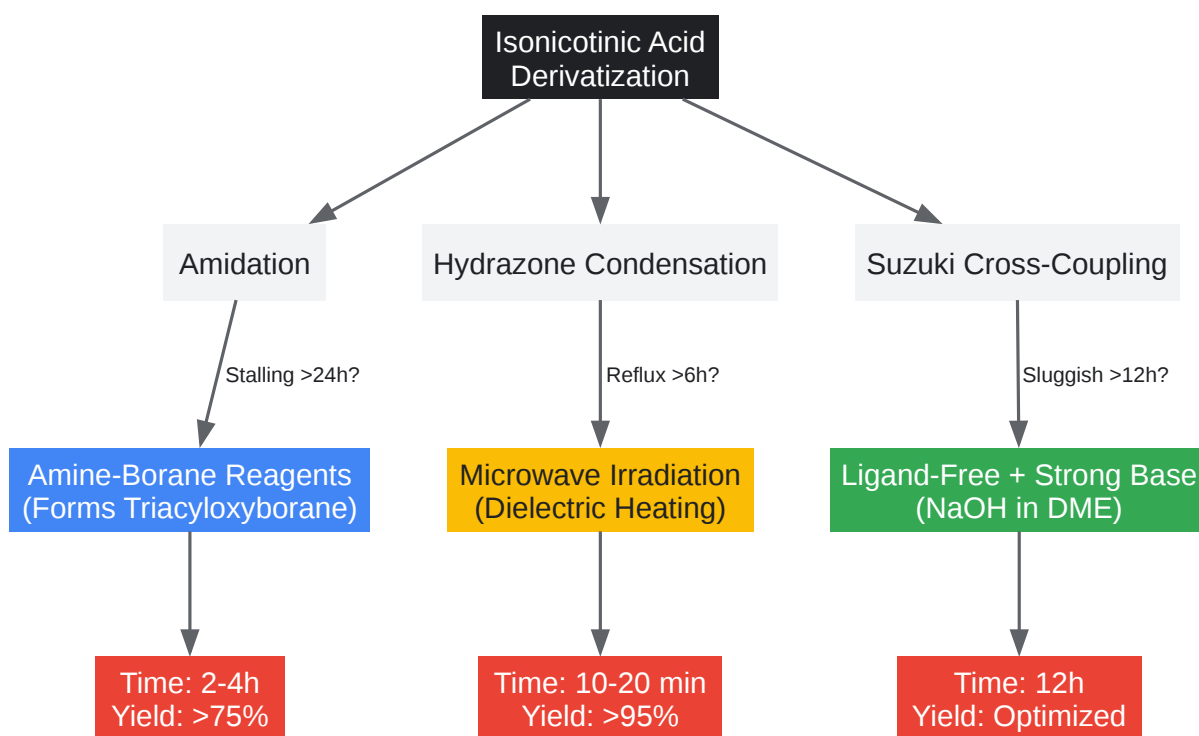 Isonicotinic Acid
Derivatization
Amidation
Hydrazone Condensation
Suzuki Cross-Coupling
Stalling >24h?
Reflux >6h?
Sluggish >12h?
Amine-Borane Reagents
(Forms Triacyloxyborane)
Microwave Irradiation
(Dielectric Heating)
Ligand-Free + Strong Base
(NaOH in DME)
Time: 2-4h
Yield: >75%
Time: 10-20 min
Yield: >95%
Time: 12h
Yield: Optimized